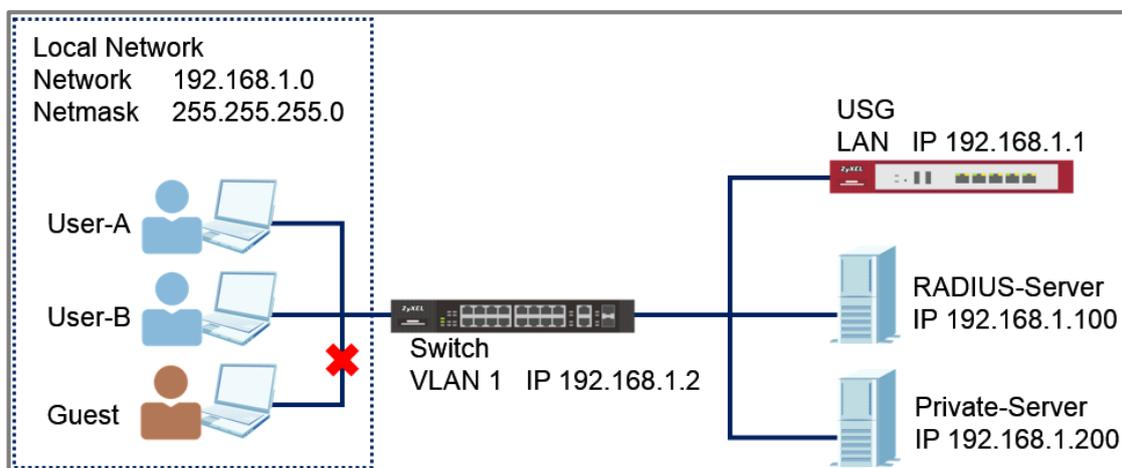 Local Network
Network 192.168.1.0
Netmask 255.255.255.0
User-A
User-B
Guest
ZyXEL
Switch
VLAN 1 IP 192.168.1.2
USG
LAN IP 192.168.1.1
ZyXEL
RADIUS-Server
IP 192.168.1.100
Private-Server
IP 192.168.1.200